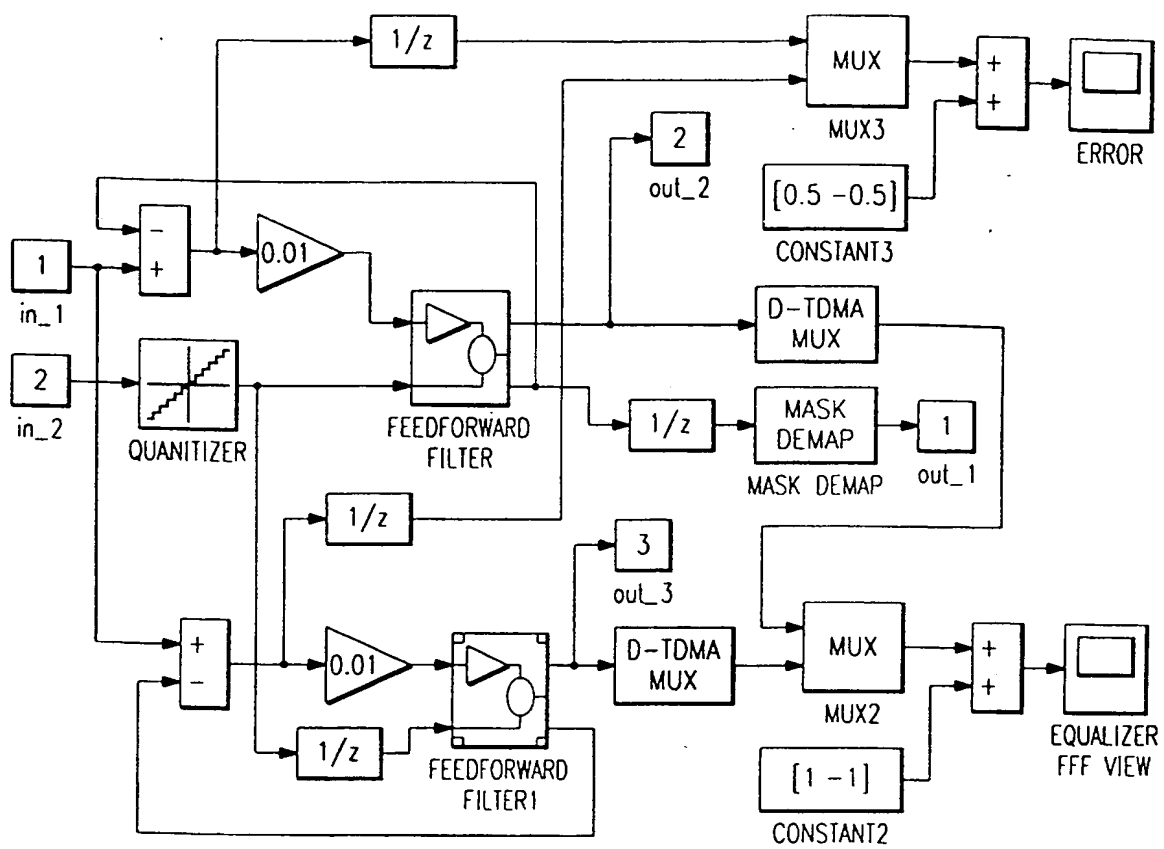 1/z
MUX
MUX3
+
+
ERROR
2
out_2
[0.5 -0.5]
CONSTANT3
-
+
0.01
1
in_1
2
in_2
QUANITIZER
FEEDFORWARD
FILTER
D-TDMA
MUX
1/z
MASK
DEMAP
MASK DEMAP
1
out_1
1/z
3
out_3
+
-
0.01
1/z
FEEDFORWARD
FILTER1
D-TDMA
MUX
MUX
MUX2
+
+
[1 -1]
CONSTANT2
EQUALIZER
FFF VIEW